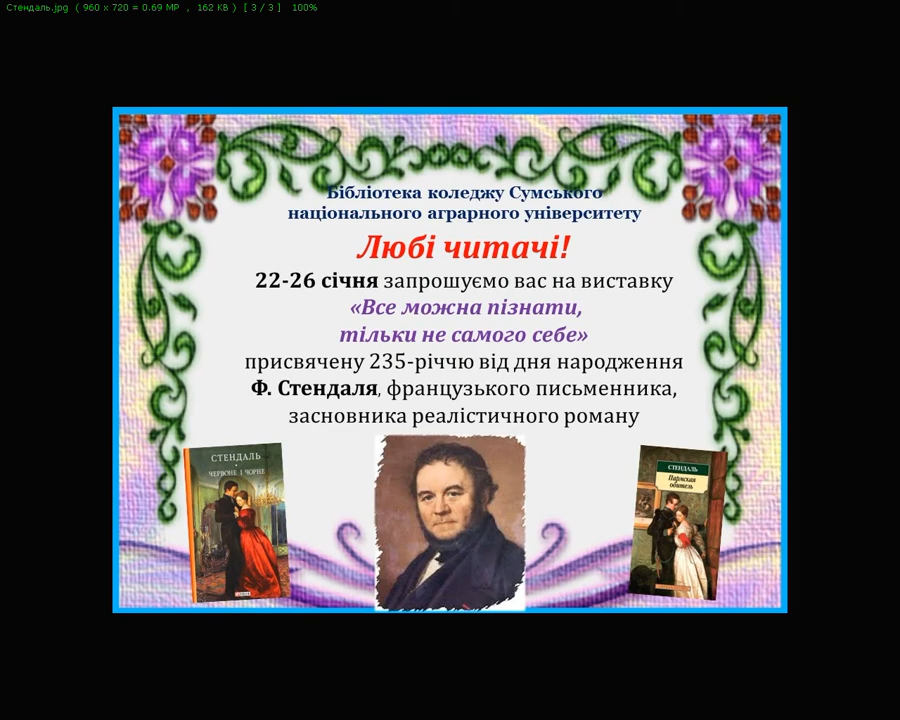 Стендаль.jpg ( 960 x 720 = 0.69 MP , 162 KB ) [ 3 / 3 ] 100%
Бібліотека коледжу Сумського
національного аграрного університету
Любі читачі!
22-26 січня запрошуємо вас на виставку
«Все можна пізнати,
тільки не самого себе»
присвячену 235-річчю від дня народження
Ф. Стендаля, французького письменника,
засновника реалістичного роману
СТЕНДАЛЬ
ЧЕРВОНЕ І ЧОРНЕ
СТЕНДАЛЬ
Пармская
обитель